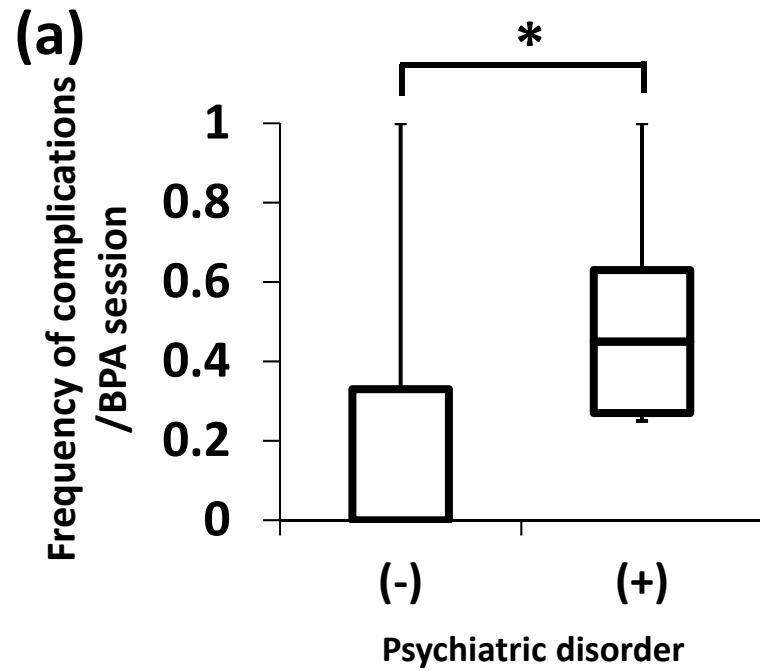 (a)
*
Frequency of complications
/BPA session
1
0.8
0.6
0.4
0.2
0
(-)
(+)
Psychiatric disorder